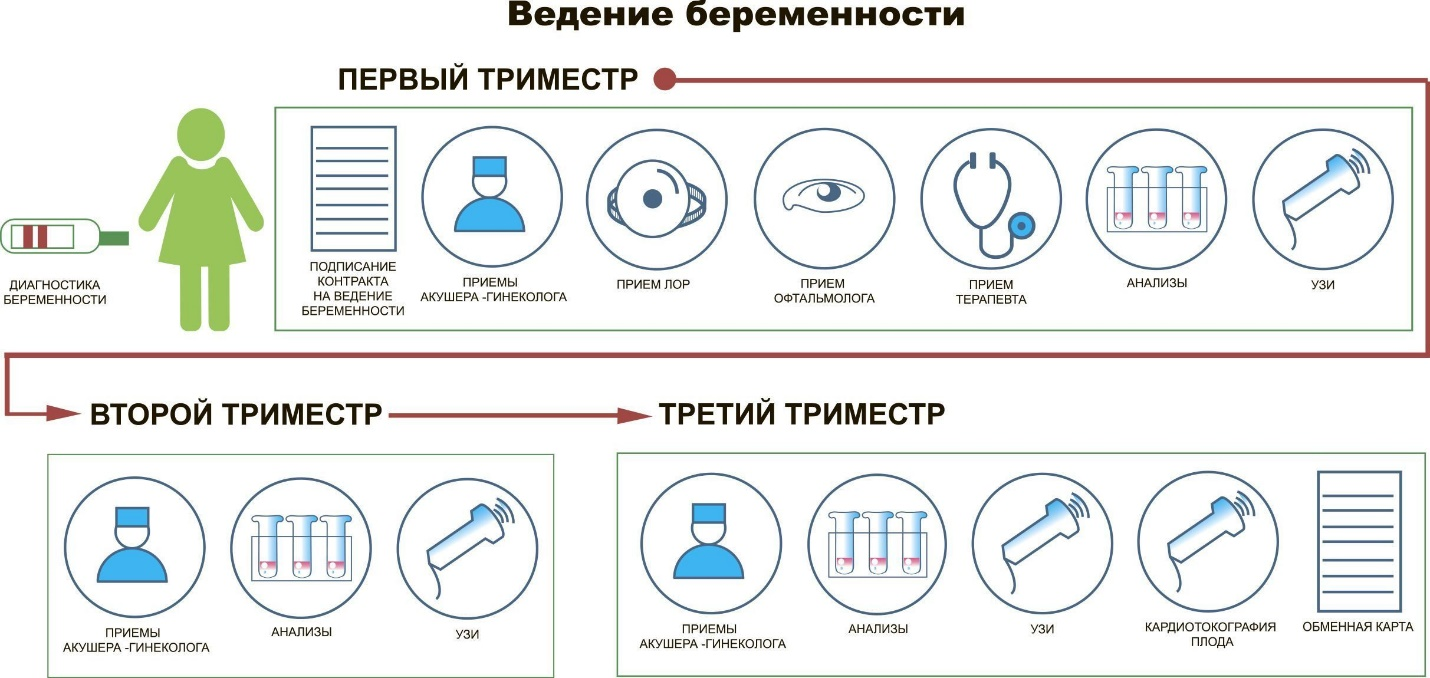 Ведение беременности
ПЕРВЫЙ ТРИМЕСТР
ДИАГНОСТИКА
БЕРЕМЕННОСТИ
ПОДПИСАНИЕ
КОНТРАКТА
НА ВЕДЕНИЕ
БЕРЕМЕННОСТИ
ПРИЕМЫ
АКУШЕРА -ГИНЕКОЛОГА
ПРИЕМ ЛОР
ПРИЕМ
ОФТАЛЬМОЛОГА
ПРИЕМ
ТЕРАПЕВТА
АНАЛИЗЫ
УЗИ
ВТОРОЙ ТРИМЕСТР
ПРИЕМЫ
АКУШЕРА -ГИНЕКОЛОГА
АНАЛИЗЫ
УЗИ
ТРЕТИЙ ТРИМЕСТР
ПРИЕМЫ
АКУШЕРА -ГИНЕКОЛОГА
АНАЛИЗЫ
УЗИ
КАРДИОТОКОГРАФИЯ
ПЛОДА
ОБМЕННАЯ КАРТА